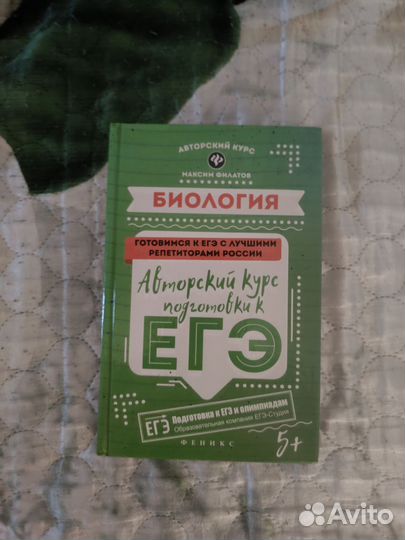 АВТОРСКИЙ КУРС
МАКСИМ ФИЛАТОВ
БИОЛОГИЯ
ГОТОВИМСЯ К ЕГЭ С ЛУЧШИМИ
РЕПЕТИТОРАМИ РОССИИ
Авторский курс
подготовки к
ЕГЭ
ЕГЭ Подготовка к ЕГЭ и олимпиадам
Образовательная компания ЕГЭ-Студия
5+
ФЕНИКС
Avito